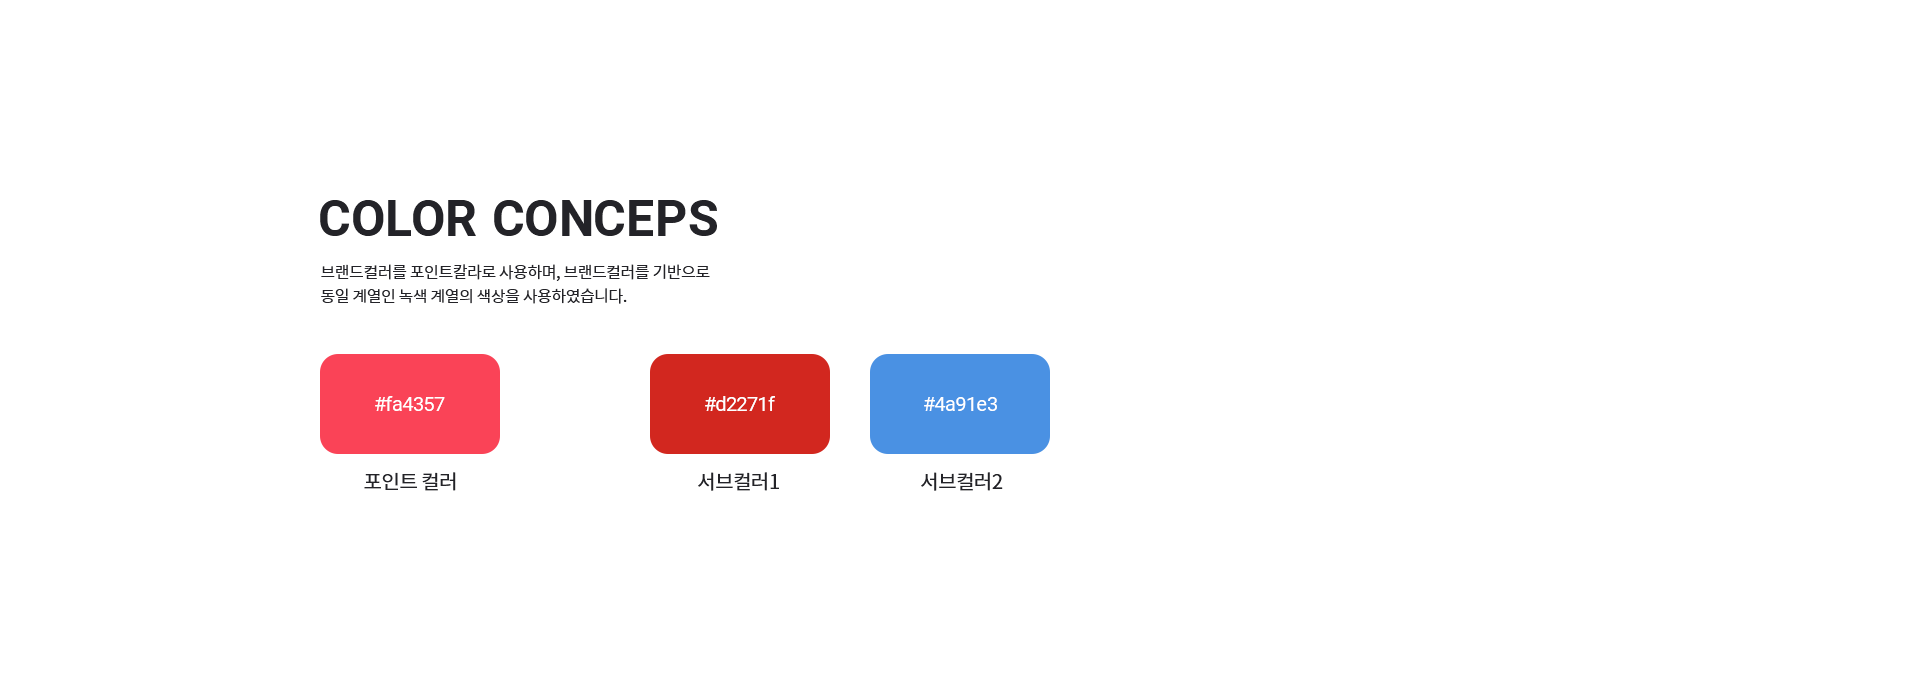 COLOR CONCEPS
브랜드컬러를 포인트칼라로 사용하며, 브랜드컬러를 기반으로
동일 계열인 녹색 계열의 색상을 사용하였습니다.
#fa4357
#d2271f
#4a91e3
포인트 컬러
서브컬러1
서브컬러2